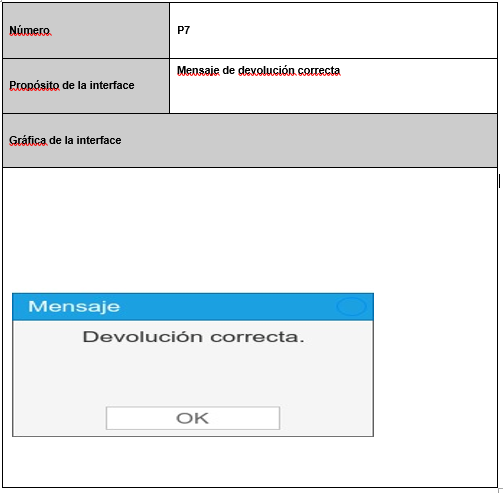 Número
P7
Propósito de la interface
Mensaje de devolución correcta
Gráfica de la interface
Mensaje
Devolución correcta.
OK